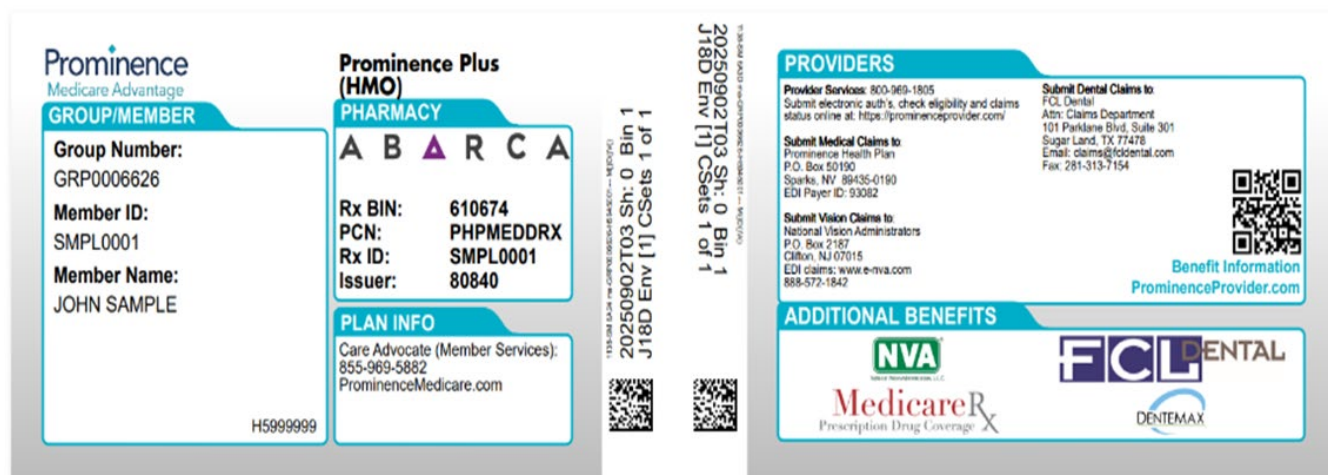 Prominence
Medicare Advantage
GROUP/MEMBER
Group Number:
GRP0006626
Member ID:
SMPL0001
Member Name:
JOHN SAMPLE
H5999999
Prominence Plus
(HMO)
PHARMACY
ABARCA
Rx BIN: 610674
PCN: PHPMEDDRX
Rx ID: SMPL0001
Issuer: 80840
PLAN INFO
Care Advocate (Member Services):
855-969-5882
ProminenceMedicare.com
20250902T03 Sh: 0 Bin 1
J18D Env [1] CSets 1 of 1
20250902T03 Sh: 0 Bin 1
J18D Env [1] CSets 1 of 1
PROVIDERS
Provider Services: 800-969-1805
Submit electronic auth's, check eligibility and claims
status online at: https://prominenceprovider.com/
Submit Medical Claims to:
Prominence Health Plan
P.O. Box 50190
Sparks, NV 89435-0190
EDI Payer ID: 93082
Submit Vision Claims to:
National Vision Administrators
P.O. Box 2187
Clifton, NJ 07015
EDI claims: www.e-nva.com
888-572-1842
Submit Dental Claims to:
FCL Dental
Attn: Claims Department
101 Parklane Blvd, Suite 301
Sugar Land, TX 77478
Email: claims@fcldental.com
Fax: 281-313-7154
Benefit Information
ProminenceProvider.com
ADDITIONAL BENEFITS
NVA
FCL DENTAL
MedicareRx
Prescription Drug Coverage
DENTEMAX